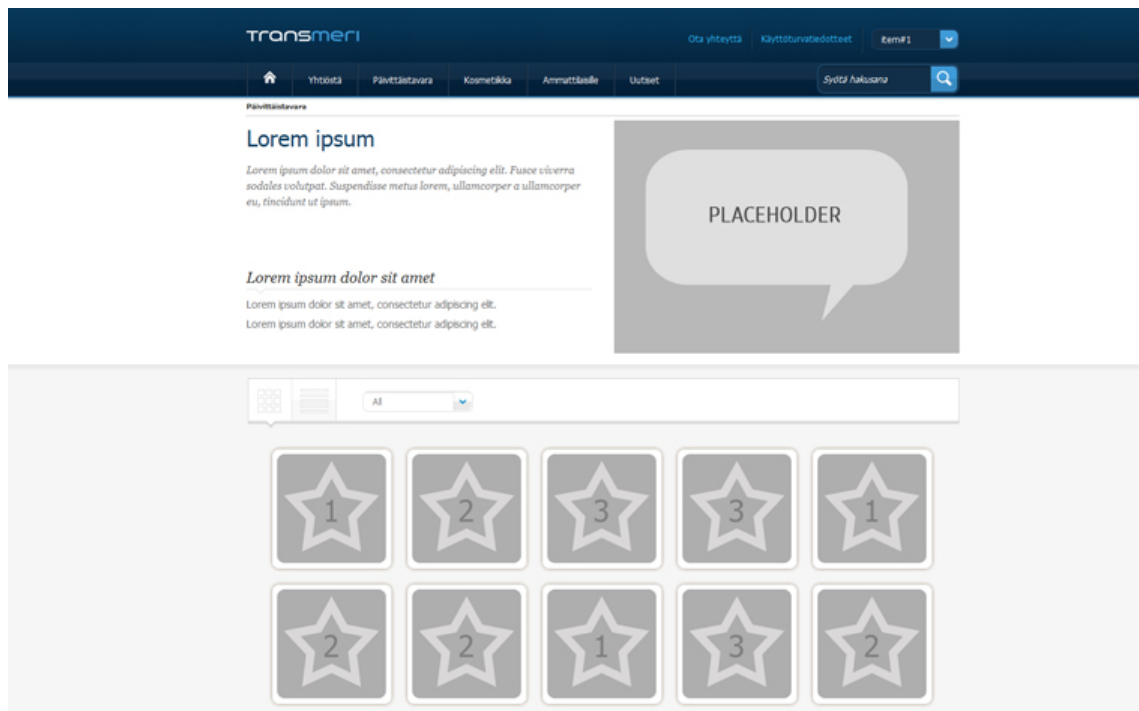 Transmeri
Ota yhteyttä Käyttöturvatiedotteet item#1
Yhtiöstä Päivittäistavara Kosmetiikka Ammattilaisille Uutiset Syötä hakusana
Päivittäistavara
Lorem ipsum
Lorem ipsum dolor sit amet, consectetur adipiscing elit. Fusce viverra
sodales volutpat. Suspendisse metus lorem, ullamcorper a ullamcorper
eu, tincidunt ut ipsum.
PLACEHOLDER
Lorem ipsum dolor sit amet
Lorem ipsum dolor sit amet, consectetur adipiscing elit.
Lorem ipsum dolor sit amet, consectetur adipiscing elit.
All
1 2 3 3 1
2 2 1 3 2